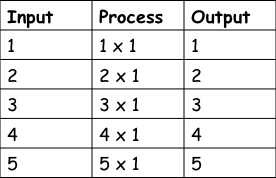 Input Process Output
1 1 x 1 1
2 2 x 1 2
3 3 x 1 3
4 4 x 1 4
5 5 x 1 5